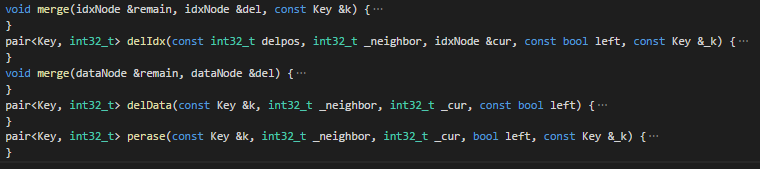 void merge(idxNode &remain, idxNode &del, const Key &k) {···
}
pair<Key, int32_t> delIdx(const int32_t delpos, int32_t _neighbor, idxNode &cur, const bool left, const Key &_k) {···
}
void merge(dataNode &remain, dataNode &del) {···
}
pair<Key, int32_t> delData(const Key &k, int32_t _neighbor, int32_t _cur, const bool left) {···
}
pair<Key, int32_t> perase(const Key &k, int32_t _neighbor, int32_t _cur, bool left, const Key &_k) {···
}